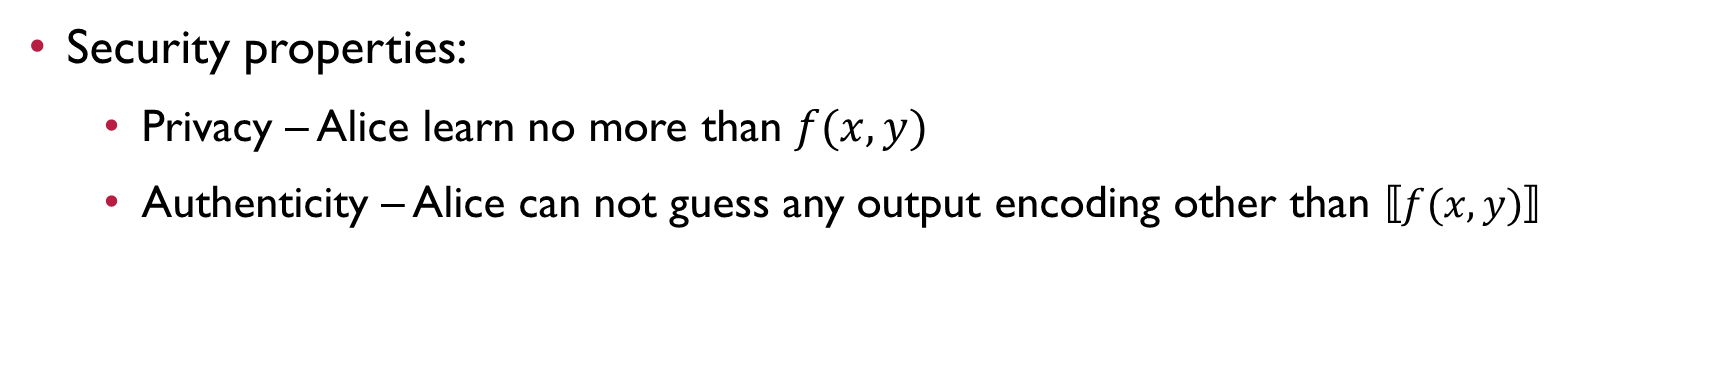 • Security properties:
• Privacy – Alice learn no more than 𝑓(𝑥, 𝑦)
• Authenticity – Alice can not guess any output encoding other than ⟦𝑓(𝑥, 𝑦)⟧